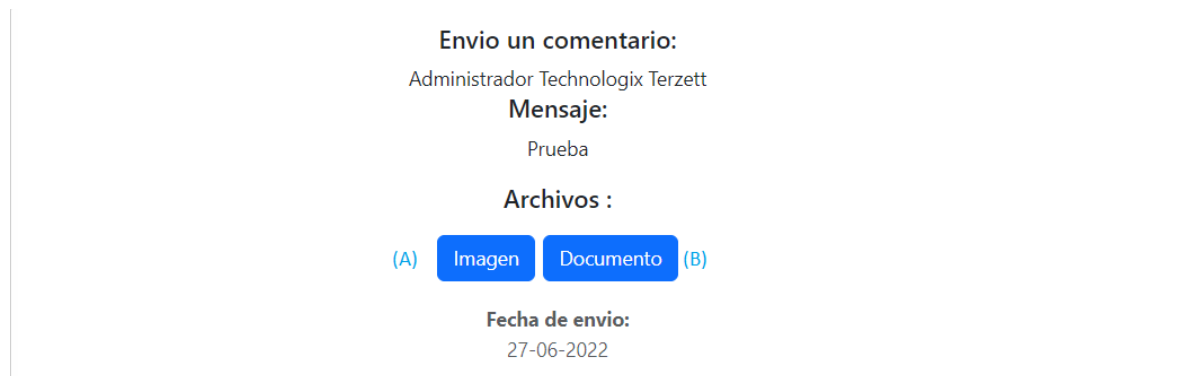 Envio un comentario:
Administrador Technologix Terzett
Mensaje:
Prueba
Archivos :
(A) Imagen Documento (B)
Fecha de envio:
27-06-2022